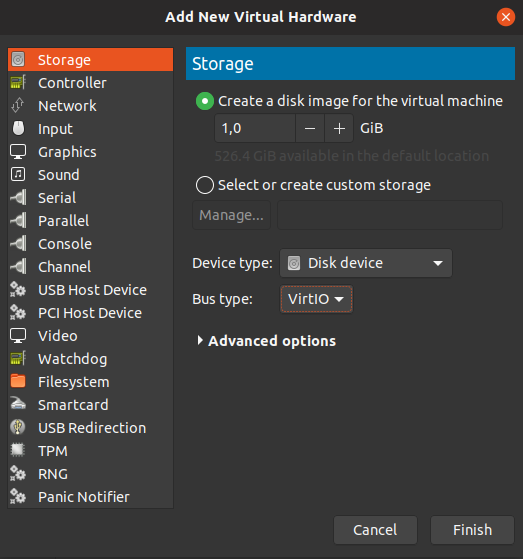 Add New Virtual Hardware
Storage
Controller
Network
Input
Graphics
Sound
Serial
Parallel
Console
Channel
USB Host Device
PCI Host Device
Video
Watchdog
Filesystem
Smartcard
USB Redirection
TPM
RNG
Panic Notifier
Storage
Create a disk image for the virtual machine
1,0 GiB
526.4 GiB available in the default location
Select or create custom storage
Manage...
Device type: Disk device
Bus type: VirtIO
Advanced options
Cancel Finish